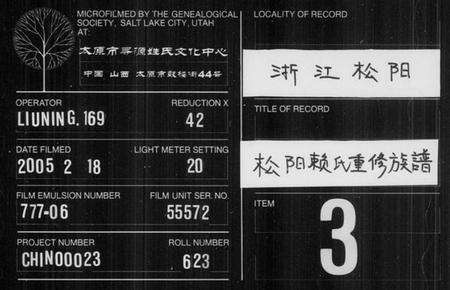 MICROFILMED BY THE GENEALOGICAL
SOCIETY, SALT LAKE CITY, UTAH
AT:
太原市寻源姓氏文化中心
中国 山西 太原市鼓楼街44号
OPERATOR
LIUNING.169
REDUCTION X
42
DATE FILMED
2005 2 18
LIGHT METER SETTING
20
FILM EMULSION NUMBER
777-06
FILM UNIT SER. NO.
55572
PROJECT NUMBER
CHIN00023
ROLL NUMBER
623
LOCALITY OF RECORD
浙江松阳
TITLE OF RECORD
松阳赖氏重修族譜
ITEM
3